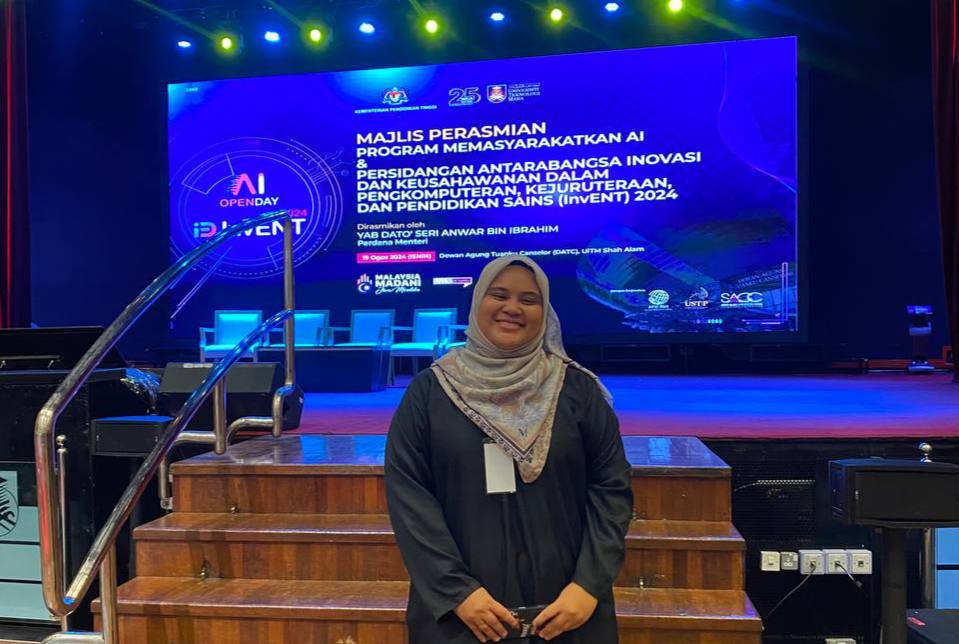 KEMENTERIAN PENDIDIKAN TINGGI
25
UNIVERSITI
TEKNOLOGI
MARA
MAJLIS PERASMIAN
PROGRAM MEMASYARAKATKAN AI
&
PERSIDANGAN ANTARABANGSA INOVASI
DAN KEUSAHAWANAN DALAM
PENGKOMPUTERAN, KEJURUTERAAN,
DAN PENDIDIKAN SAINS (InvENT) 2024
AI
OPENDAY
2024
InvENT
Dirasmikan oleh
YAB DATO' SERI ANWAR BIN IBRAHIM
Perdana Menteri
19 Ogos 2024 (ISNIN)
Dewan Agung Tuanku Canselor (DATC), UiTM Shah Alam
MALAYSIA
MADANI
DEWAN AGUNG
USTP
SAGC
M